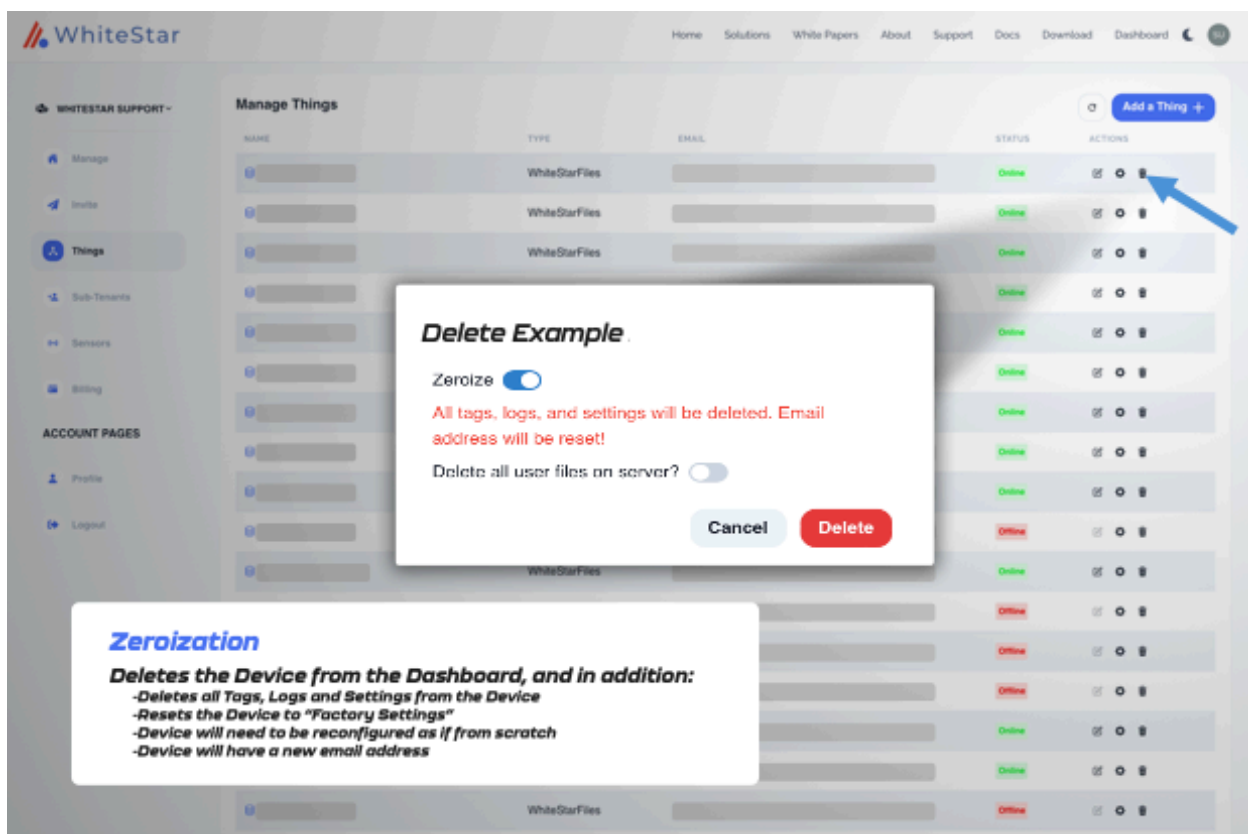 WhiteStar
Home Solutions White Papers About Support Docs Download Dashboard SU
WHITESTAR SUPPORT
Manage Things
Add a Thing +
NAME TYPE EMAIL STATUS ACTIONS
Manage
WhiteStarFiles Online
Invite
WhiteStarFiles Online
Things
WhiteStarFiles Online
Sub-Tenants
Online
Online
Sensors
Online
Billing
Online
ACCOUNT PAGES
Online
Profile
Online
Logout
Offline
WhiteStarFiles Online
Offline
Offline
Offline
Online
Online
WhiteStarFiles Offline
Delete Example
Zeroize
All tags, logs, and settings will be deleted. Email
address will be reset!
Delete all user files on server?
Cancel Delete
Zeroization
Deletes the Device from the Dashboard, and in addition:
-Deletes all Tags, Logs and Settings from the Device
-Resets the Device to “Factory Settings”
-Device will need to be reconfigured as if from scratch
-Device will have a new email address